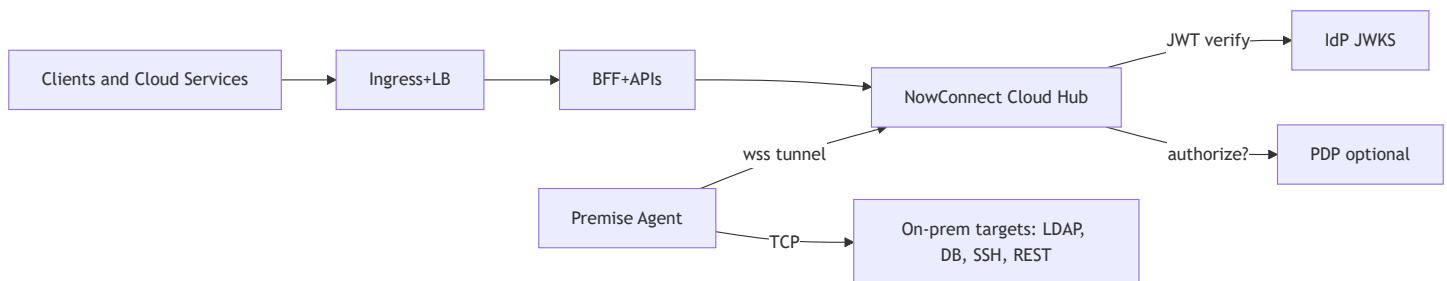 JWT verify
IdP JWKS
Clients and Cloud Services
Ingress+LB
BFF+APIs
NowConnect Cloud Hub
wss tunnel
authorize?
PDP optional
Premise Agent
TCP
On-prem targets: LDAP,
DB, SSH, REST